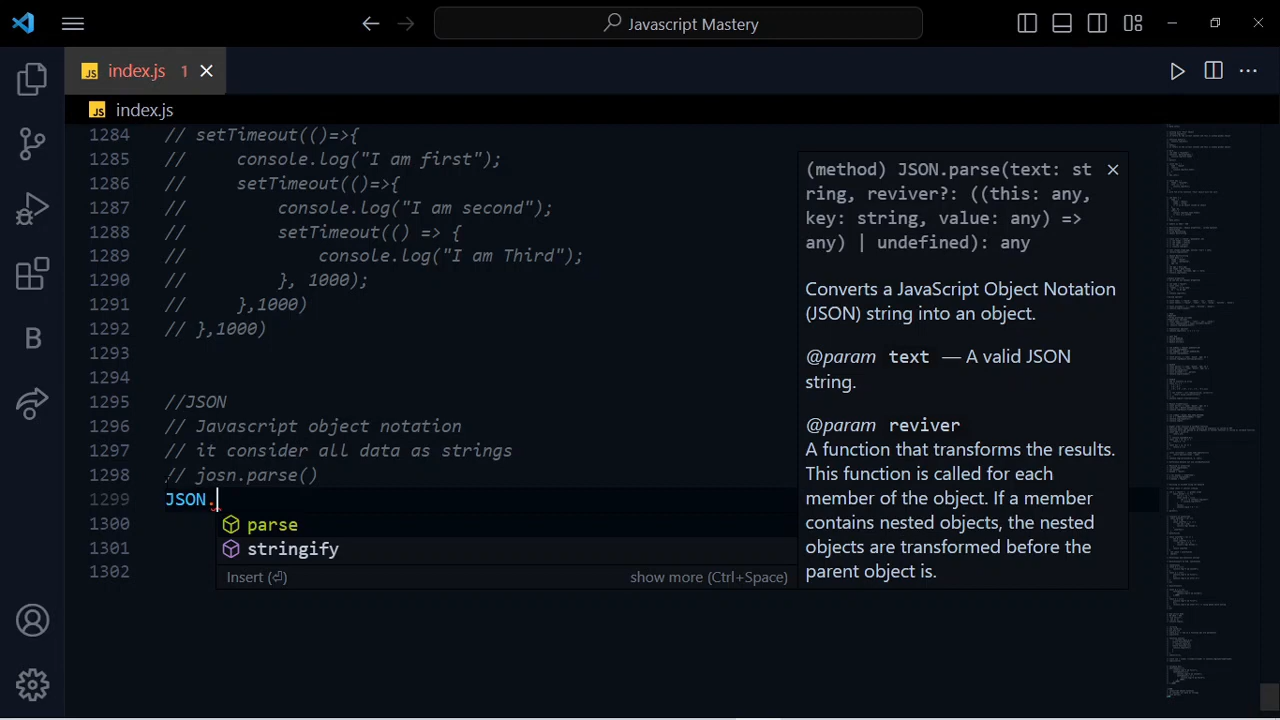 Javascript Mastery
JS index.js 1
JS index.js
1284 // setTimeout(()=>{
1285 //     console.log("I am first");
1286 //     setTimeout(()=>{
1287 //         console.log("I am second");
1288 //         setTimeout(() => {
1289 //             console.log("I am Third");
1290 //         }, 1000);
1291 //     },1000)
1292 // },1000)
1293
1294
1295 //JSON
1296 // Javascript object notation
1297 // it consider all data as strings
1298 // josn.parse()
1299 JSON.
1300
1301
1302
parse
stringify
Insert (⏎) show more (Ctrl+Space)
(method) JSON.parse(text: st
ring, reviver?: ((this: any,
key: string, value: any) =>
any) | undefined): any
Converts a JavaScript Object Notation
(JSON) string into an object.
@param text — A valid JSON
string.
@param reviver
A function that transforms the results.
This function is called for each
member of the object. If a member
contains nested objects, the nested
objects are transformed before the
parent object is.